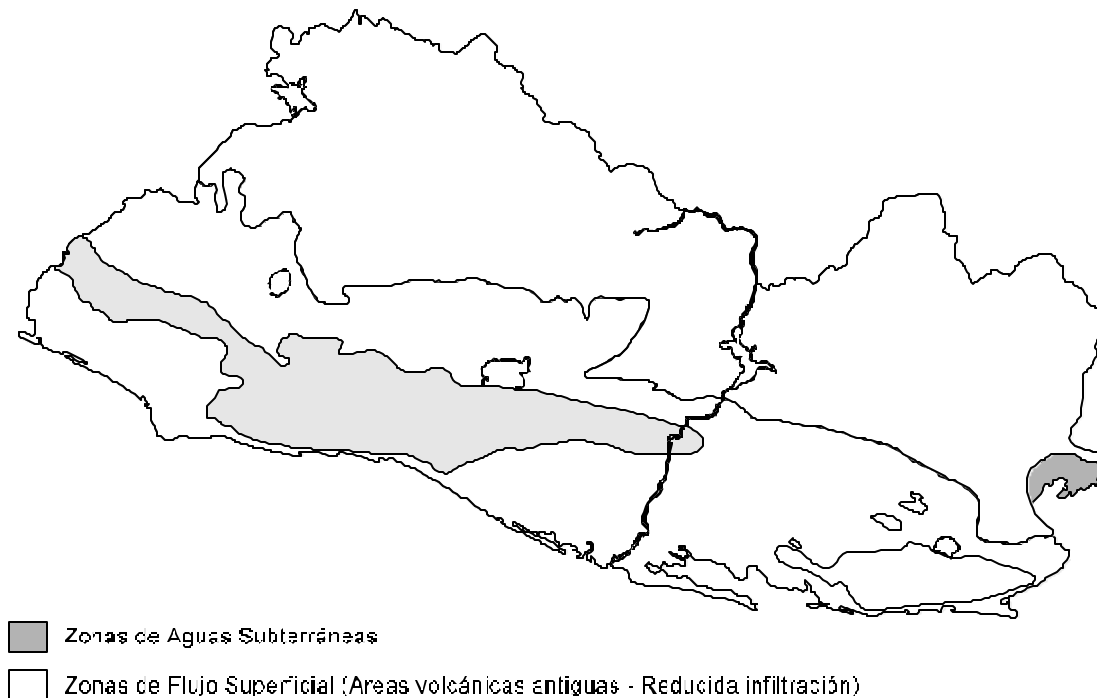 Zonas de Aguas Subterráneas
Zonas de Flujo Superficial (Areas volcánicas antiguas - Reducida infiltración)